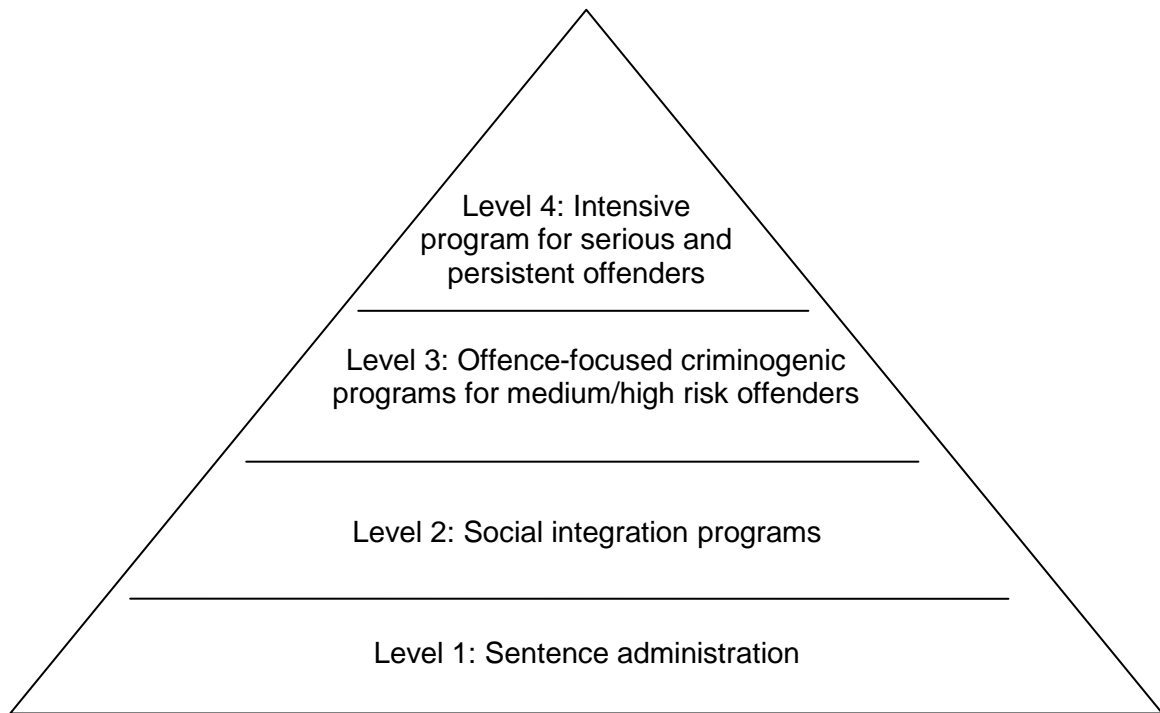 Level 4: Intensive
program for serious and
persistent offenders
Level 3: Offence-focused criminogenic
programs for medium/high risk offenders
Level 2: Social integration programs
Level 1: Sentence administration